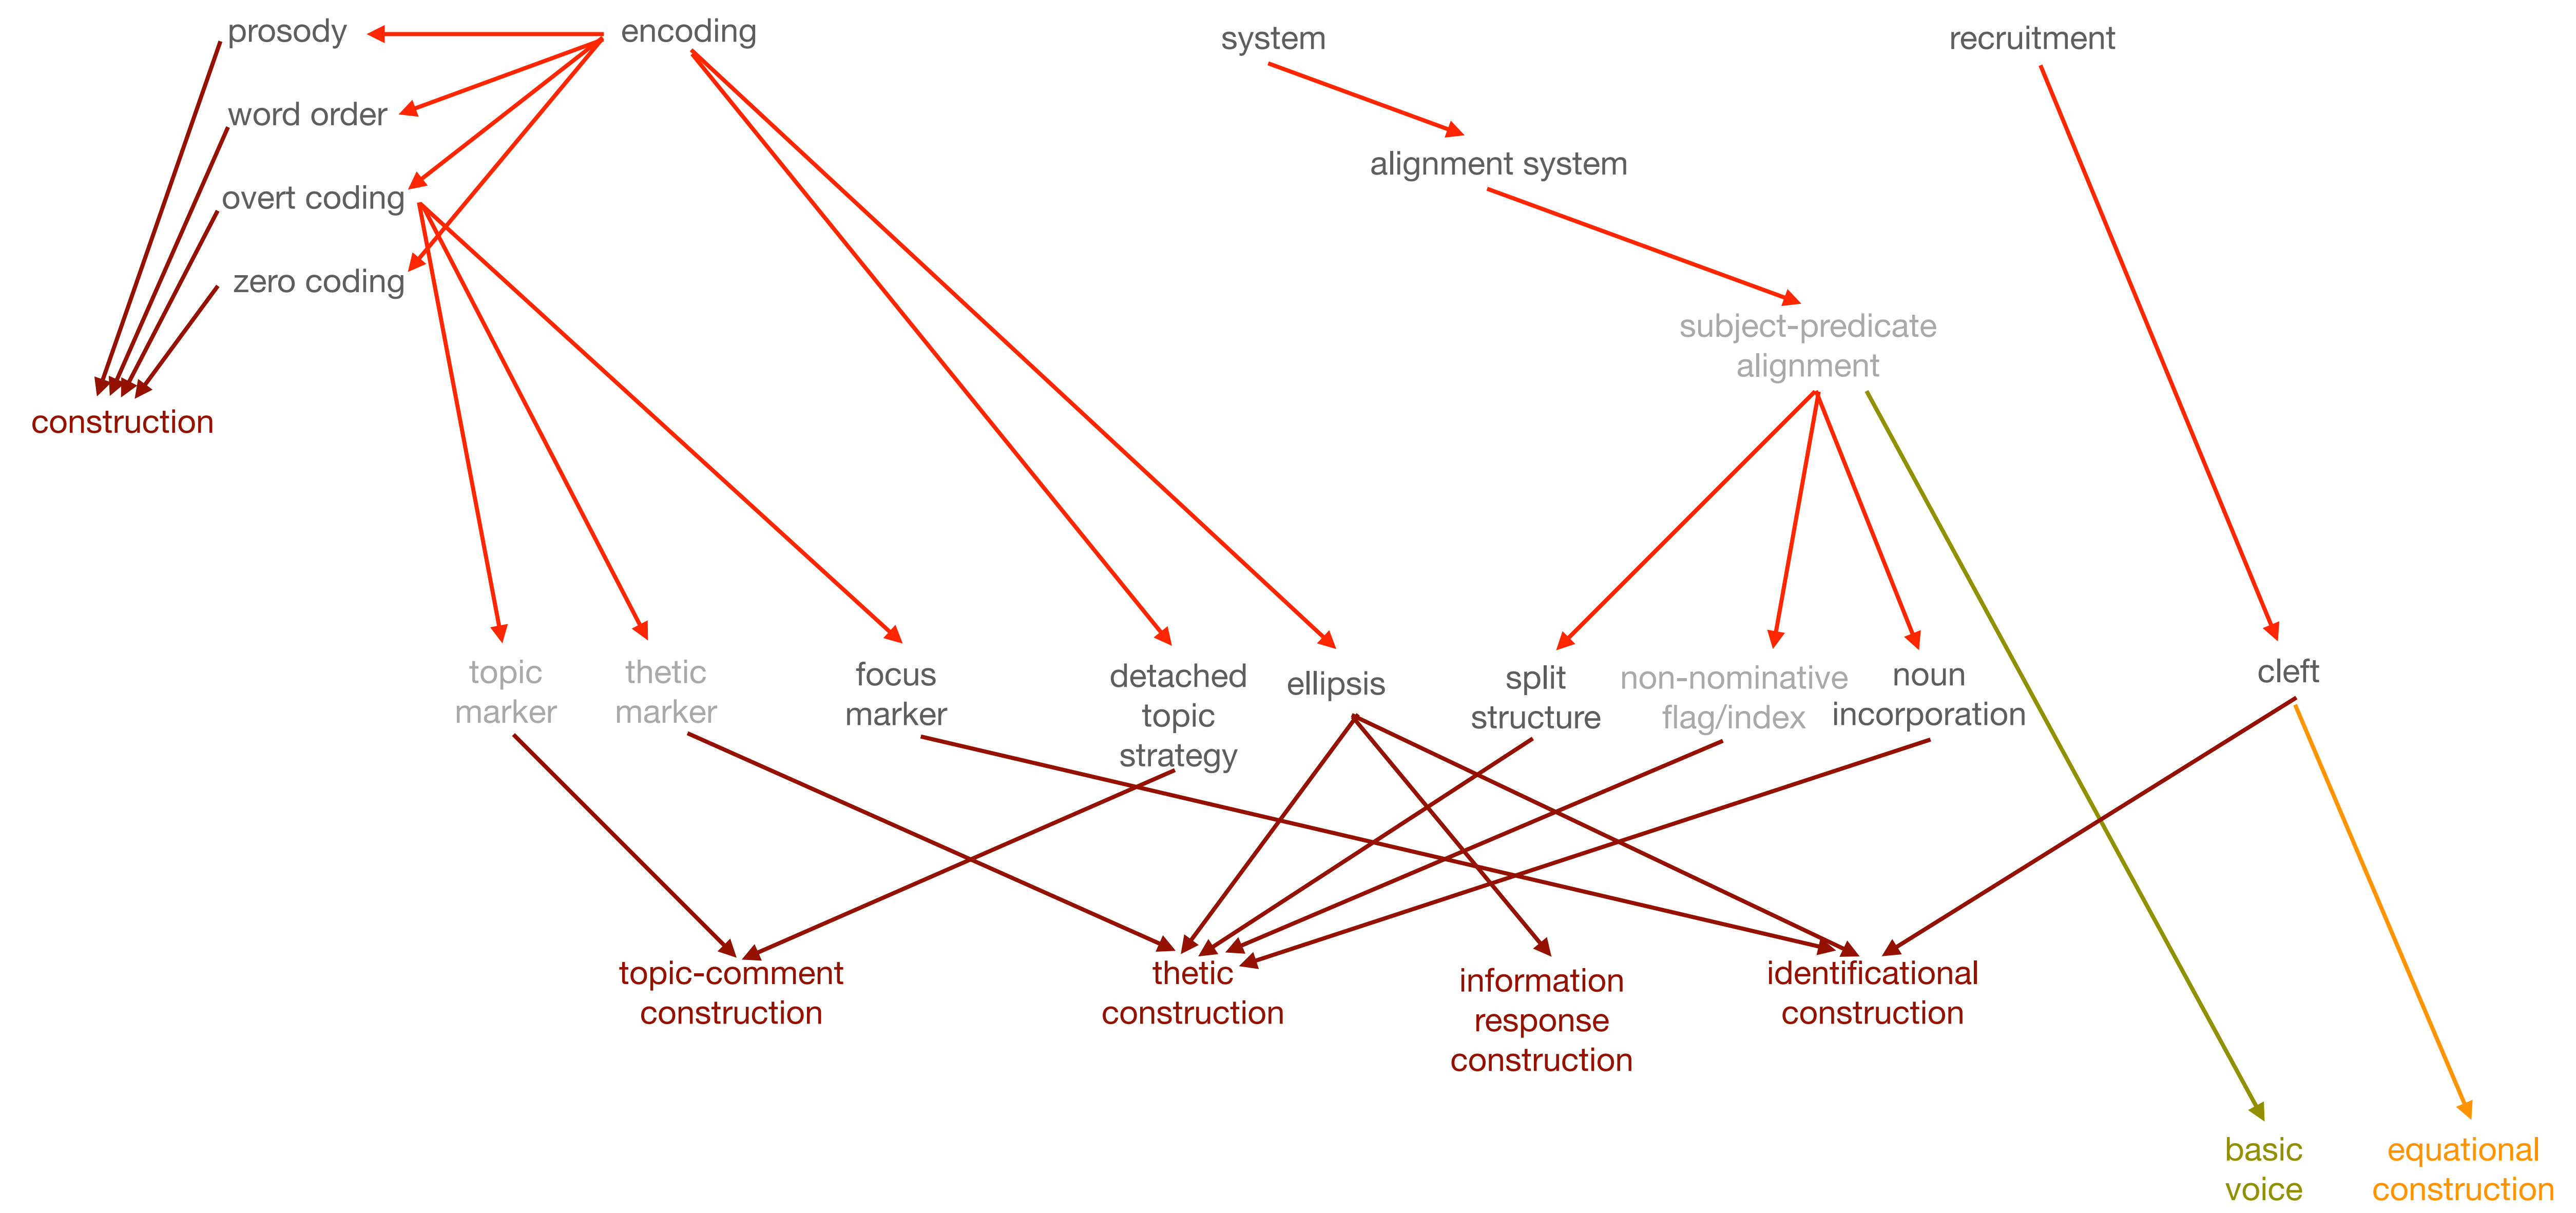 prosody
encoding
system
recruitment
word order
alignment system
overt coding
zero coding
subject-predicate
alignment
construction
topic
marker
thetic
marker
focus
marker
detached
topic
strategy
ellipsis
split
structure
non-nominative
flag/index
noun
incorporation
cleft
topic-comment
construction
thetic
construction
information
response
construction
identificational
construction
basic
voice
equational
construction